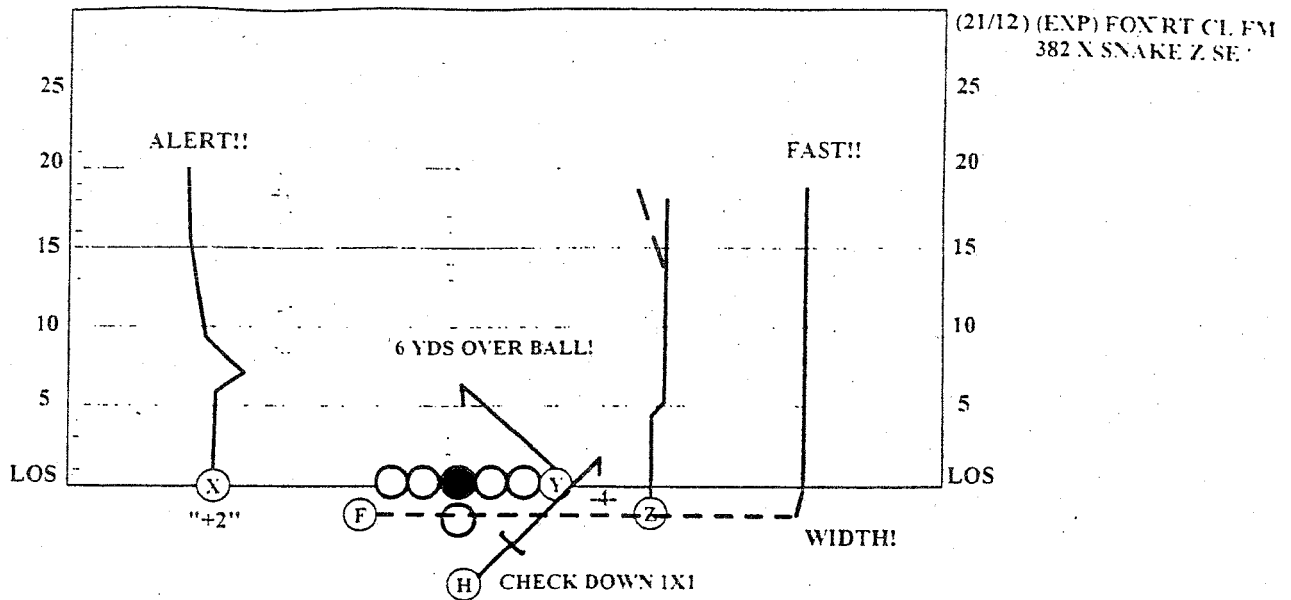 (21/12) (EXP) FOX RT CL FM
382 X SNAKE Z SE
25
25
ALERT!!
FAST!!
20
20
15
15
10
10
6 YDS OVER BALL!
5
5
LOS
X
Y
LOS
"+2"
F
-4-
Z
WIDTH!
H
CHECK DOWN 1X1